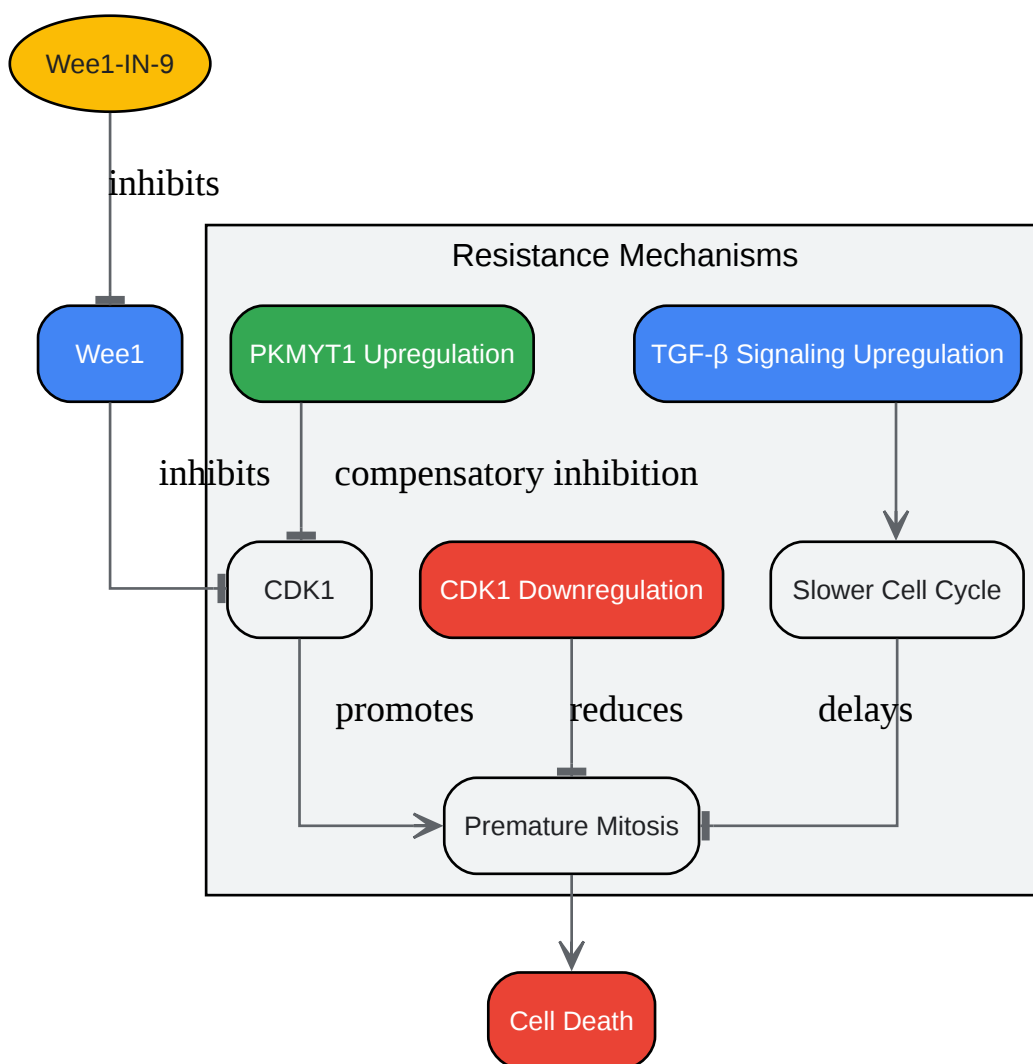 Wee1-IN-9
inhibits
Resistance Mechanisms
Wee1
PKMYT1 Upregulation
TGF-β Signaling Upregulation
inhibits
compensatory inhibition
CDK1
CDK1 Downregulation
Slower Cell Cycle
promotes
reduces
delays
Premature Mitosis
Cell Death